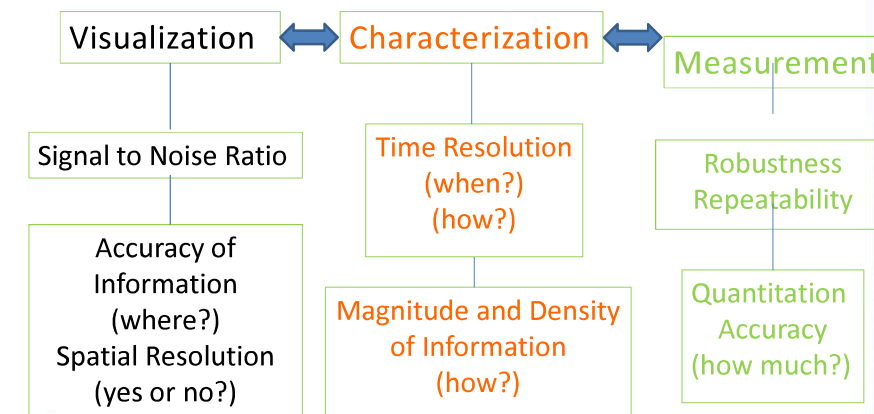 Visualization
Characterization
Measurement
Signal to Noise Ratio
Time Resolution
(when?)
(how?)
Robustness
Repeatability
Accuracy of
Information
(where?)
Spatial Resolution
(yes or no?)
Magnitude and Density
of Information
(how?)
Quantitation
Accuracy
(how much?)